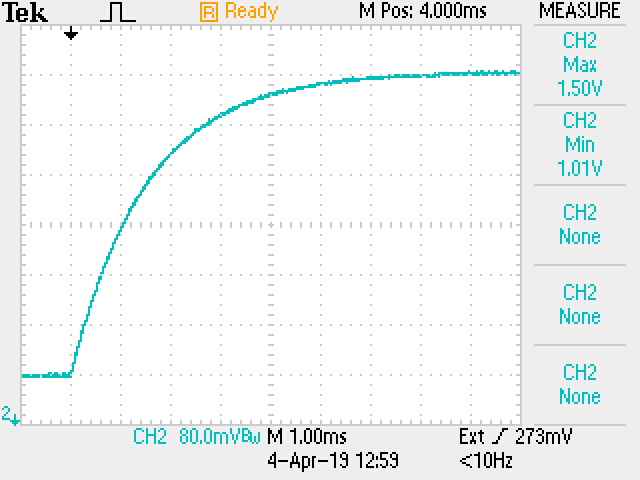 Tek R Ready M Pos: 4.000ms MEASURE
CH2
Max
1.50V
CH2
Min
1.01V
CH2
None
CH2
None
CH2
None
2
CH2 80.0mVBw M 1.00ms Ext 273mV
4-Apr-19 12:59 <10Hz